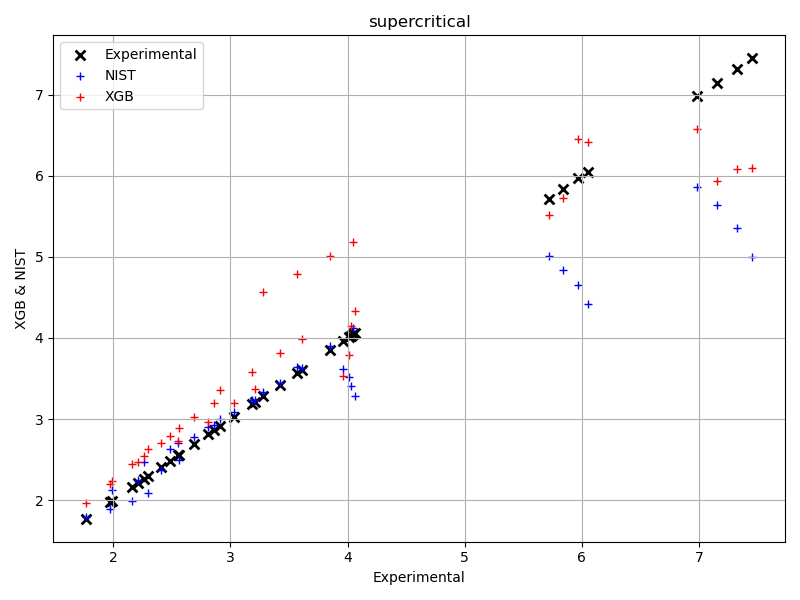 supercritical
Experimental
NIST
XGB
7
6
5
4
3
2
2 3 4 5 6 7
Experimental
XGB & NIST